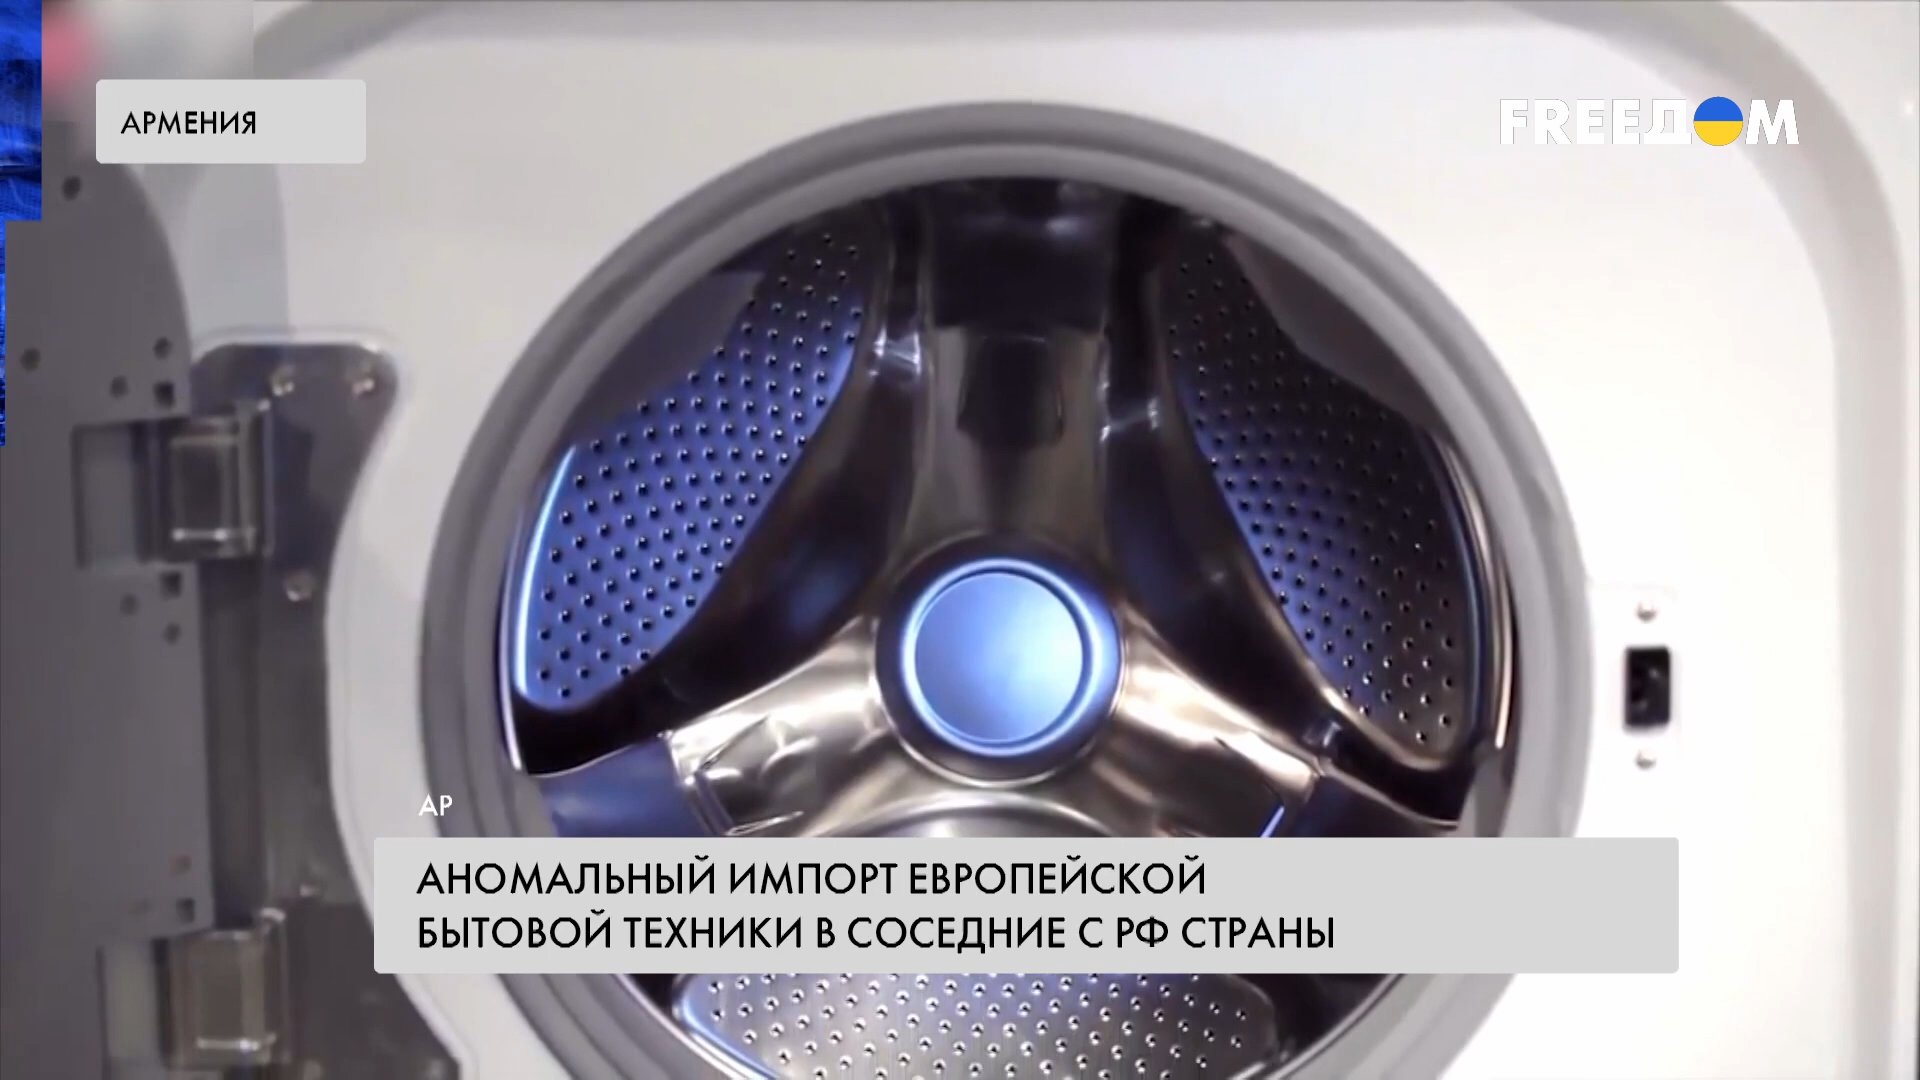 АРМЕНИЯ
FREEДOM
AP
АНОМАЛЬНЫЙ ИМПОРТ ЕВРОПЕЙСКОЙ
БЫТОВОЙ ТЕХНИКИ В СОСЕДНИЕ С РФ СТРАНЫ